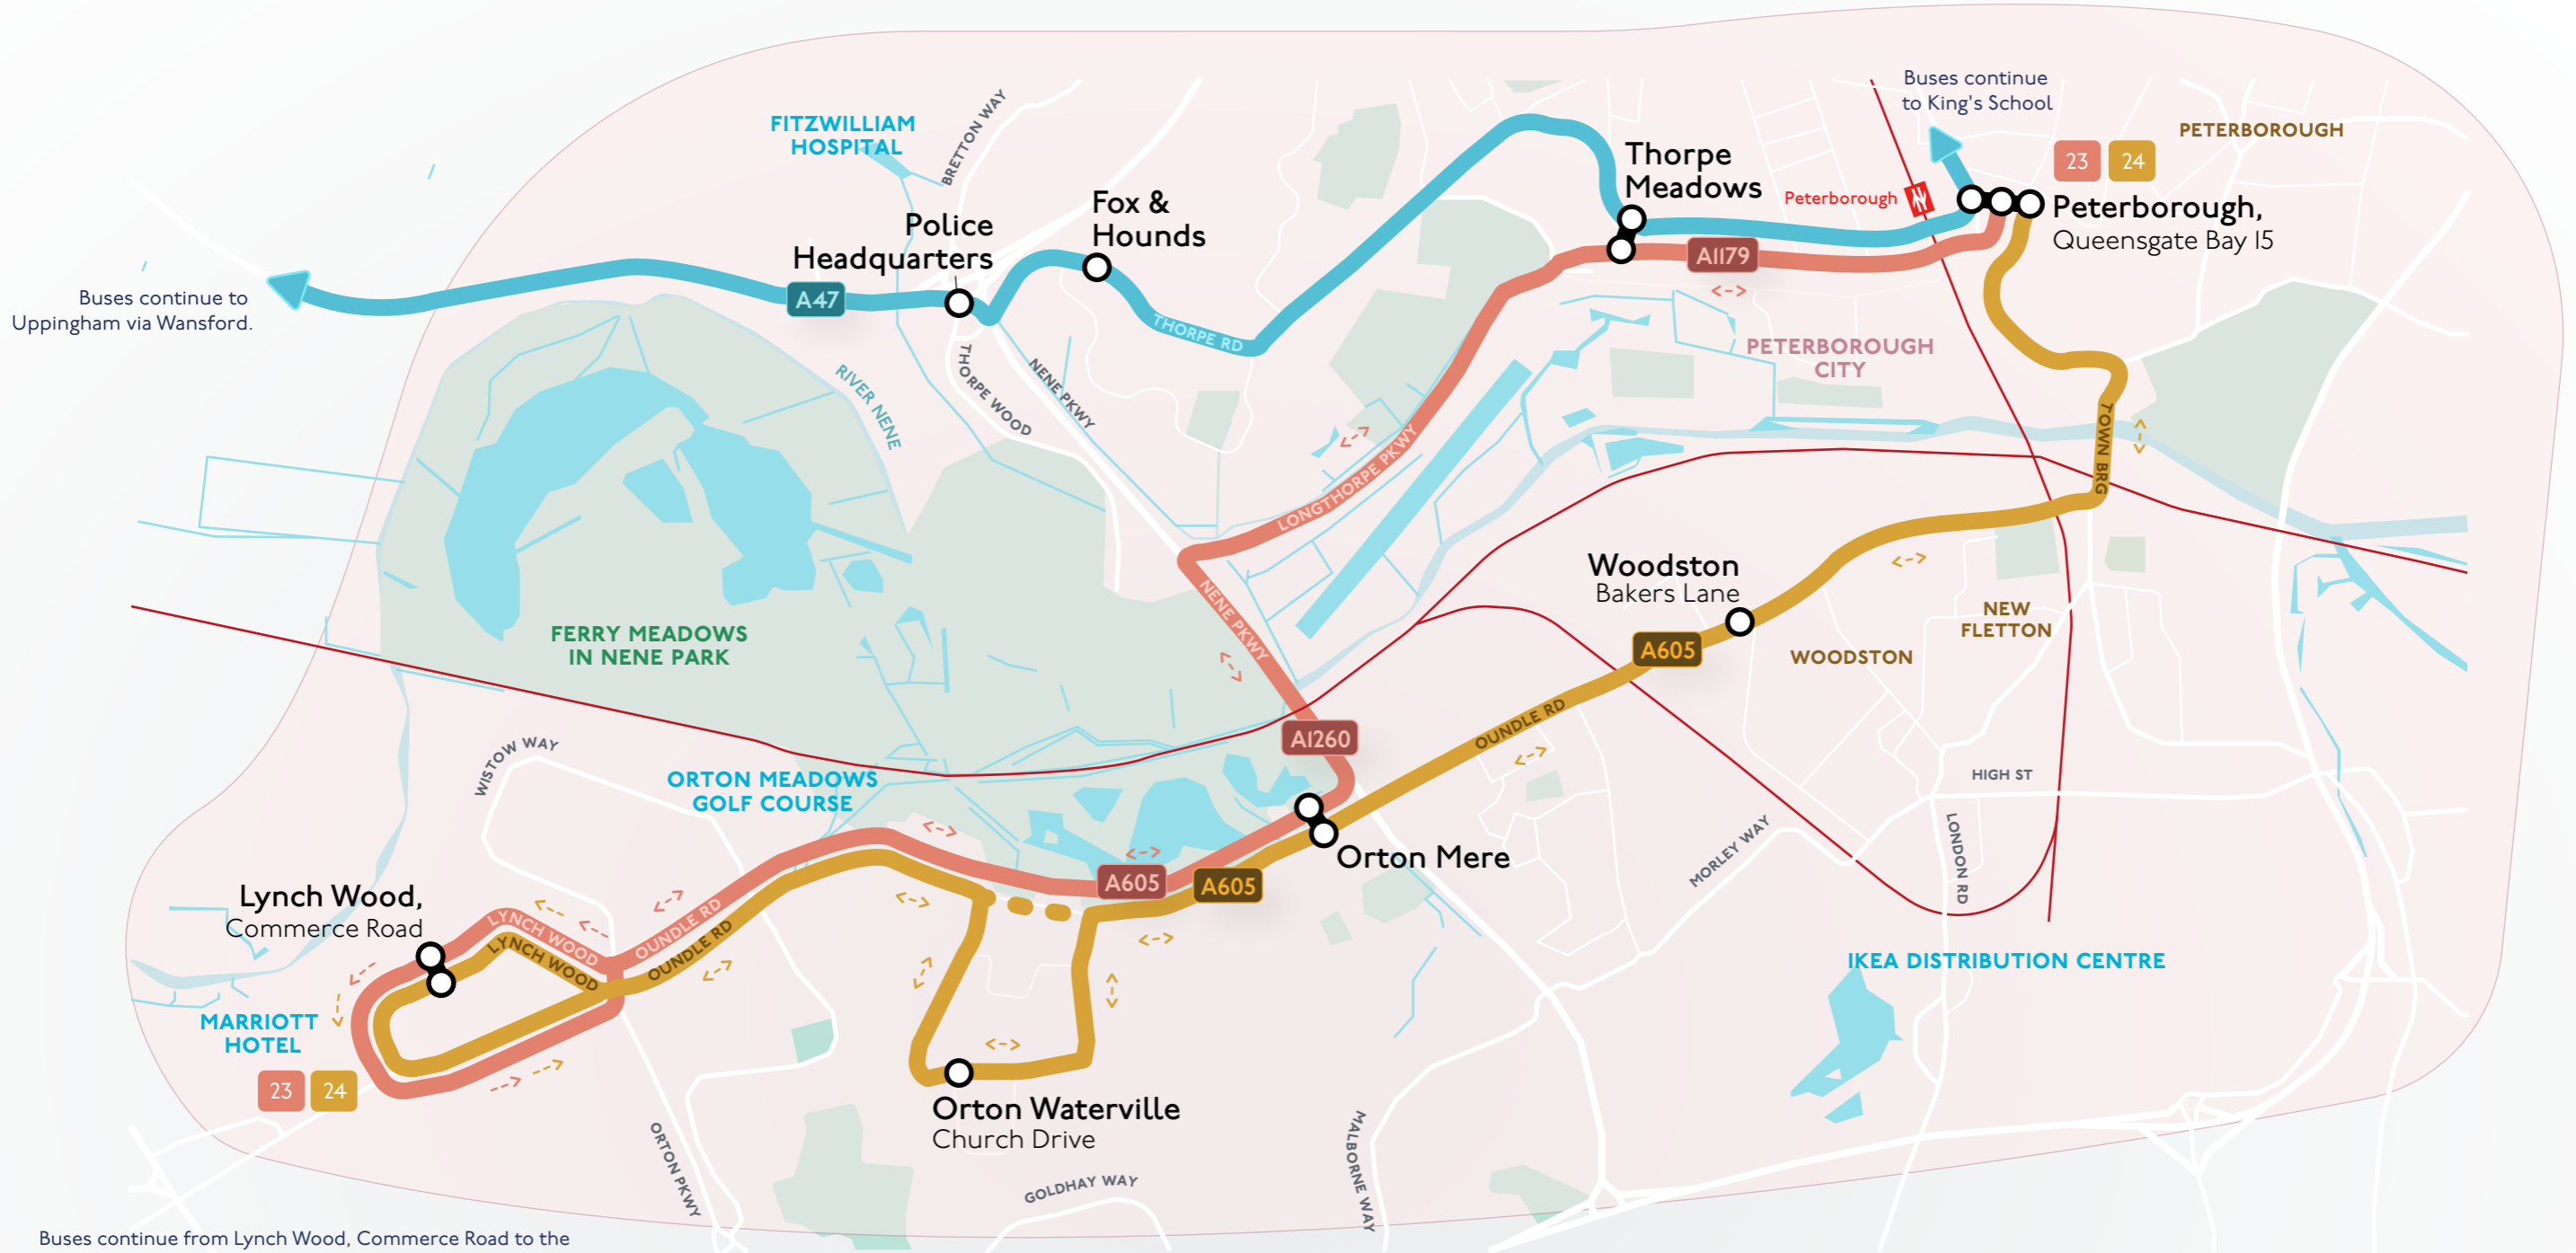 Buses continue
to King's School
FITZWILLIAM
HOSPITAL
BRETTON WAY
PETERBOROUGH
23
24
Thorpe
Meadows
Peterborough
Peterborough,
Queensgate Bay 15
Fox &
Hounds
Police
Headquarters
A1179
A47
Buses continue to
Uppingham via Wansford.
THORPE RD
PETERBOROUGH
CITY
RIVER NENE
THORPE WOOD
NENE PKWY
TOWN BRG
LONGTHORPE PKWY
NENE PKWY
Woodston
Bakers Lane
NEW
FLETTON
FERRY MEADOWS
IN NENE PARK
A605
WOODSTON
OUNDLE RD
A1260
WISTOW WAY
ORTON MEADOWS
GOLF COURSE
HIGH ST
MORLEY WAY
LONDON RD
Orton Mere
A605
A605
Lynch Wood,
Commerce Road
LYNCH WOOD
LYNCH WOOD
OUNDLE RD
OUNDLE RD
IKEA DISTRIBUTION CENTRE
MARRIOTT
HOTEL
23
24
Orton Waterville
Church Drive
ORTON PKWY
GOLDHAY WAY
MALBORNE WAY
Buses continue from Lynch Wood, Commerce Road to the